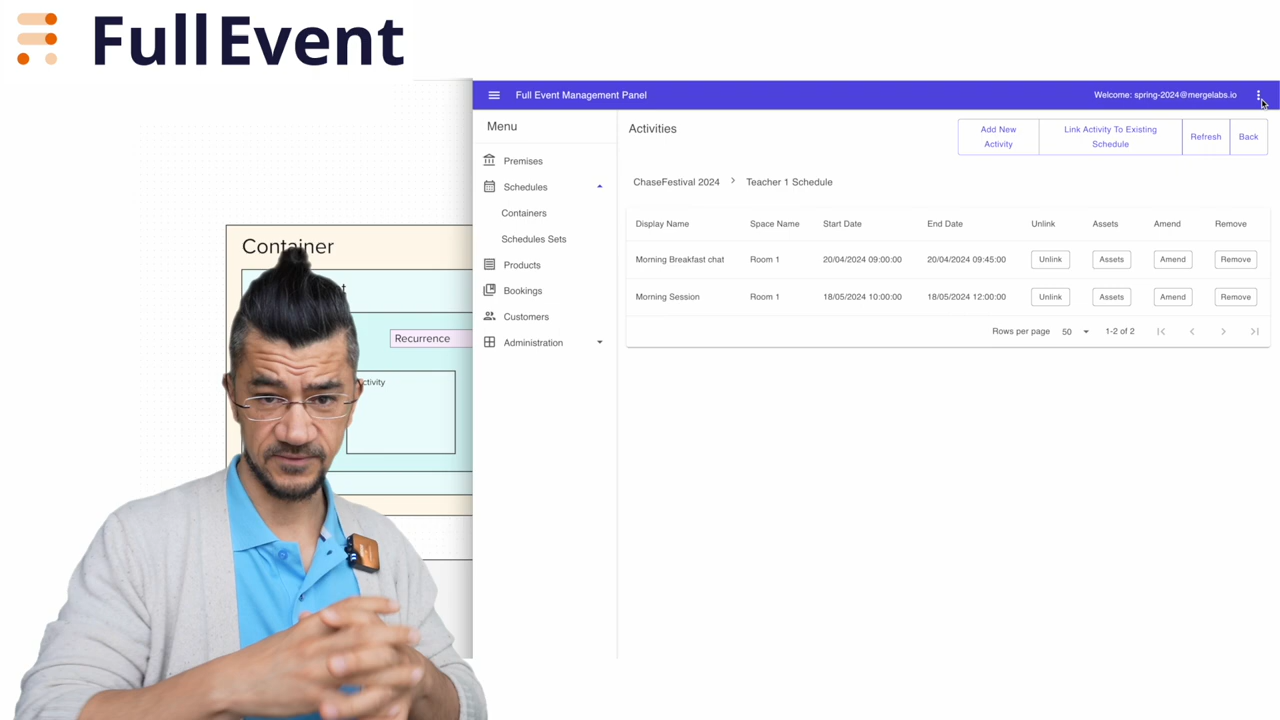 FullEvent
Full Event Management Panel
Welcome: spring-2024@mergelabs.io
Menu
Premises
Schedules
Containers
Schedules Sets
Products
Bookings
Customers
Administration
Activities
Add New
Activity
Link Activity To Existing
Schedule
Refresh
Back
ChaseFestival 2024 > Teacher 1 Schedule
Display Name Space Name Start Date End Date Unlink Assets Amend Remove
Morning Breakfast chat Room 1 20/04/2024 09:00:00 20/04/2024 09:45:00 Unlink Assets Amend Remove
Morning Session Room 1 18/05/2024 10:00:00 18/05/2024 12:00:00 Unlink Assets Amend Remove
Rows per page 50 1-2 of 2
Container
Recurrence